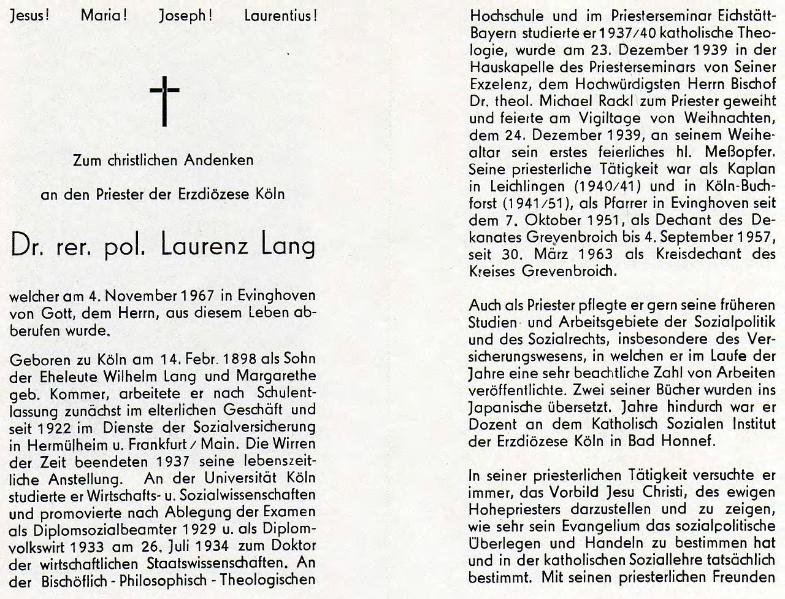 Jesus! Maria! Joseph! Laurentius!
Zum christlichen Andenken
an den Priester der Erzdiözese Köln
Dr. rer. pol. Laurenz Lang
welcher am 4. November 1967 in Evinghoven
von Gott, dem Herrn, aus diesem Leben ab-
berufen wurde.
Geboren zu Köln am 14. Febr. 1898 als Sohn
der Eheleute Wilhelm Lang und Margarethe
geb. Kommer, arbeitete er nach Schulent-
lassung zunächst im elterlichen Geschäft und
seit 1922 im Dienste der Sozialversicherung
in Hermülheim u. Frankfurt / Main. Die Wirren
der Zeit beendeten 1937 seine lebenszeit-
liche Anstellung. An der Universität Köln
studierte er Wirtschafts- u. Sozialwissenschaften
und promovierte nach Ablegung der Examen
als Diplomsozialbeamter 1929 u. als Diplom-
volkswirt 1933 am 26. Juli 1934 zum Doktor
der wirtschaftlichen Staatswissenschaften. An
der Bischöflich - Philosophisch - Theologischen
Hochschule und im Priesterseminar Eichstätt-
Bayern studierte er 1937/40 katholische Theo-
logie, wurde am 23. Dezember 1939 in der
Hauskapelle des Priesterseminars von Seiner
Exzelenz, dem Hochwürdigsten Herrn Bischof
Dr. theol. Michael Rackl zum Priester geweiht
und feierte am Vigiltage von Weihnachten,
dem 24. Dezember 1939, an seinem Weihe-
altar sein erstes feierliches hl. Meßopfer.
Seine priesterliche Tätigkeit war als Kaplan
in Leichlingen (1940/41) und in Köln-Buch-
forst (1941/51), als Pfarrer in Evinghoven seit
dem 7. Oktober 1951, als Dechant des De-
kanates Grevenbroich bis 4. September 1957,
seit 30. März 1963 als Kreisdechant des
Kreises Grevenbroich.
Auch als Priester pflegte er gern seine früheren
Studien- und Arbeitsgebiete der Sozialpolitik
und des Sozialrechts, insbesondere des Ver-
sicherungswesens, in welchen er im Laufe der
Jahre eine sehr beachtliche Zahl von Arbeiten
veröffentlichte. Zwei seiner Bücher wurden ins
Japanische übersetzt. Jahre hindurch war er
Dozent an dem Katholisch Sozialen Institut
der Erzdiözese Köln in Bad Honnef.
In seiner priesterlichen Tätigkeit versuchte er
immer, das Vorbild Jesu Christi, des ewigen
Hohepriesters darzustellen und zu zeigen,
wie sehr sein Evangelium das sozialpolitische
Überlegen und Handeln zu bestimmen hat
und in der katholischen Soziallehre tatsächlich
bestimmt. Mit seinen priesterlichen Freunden